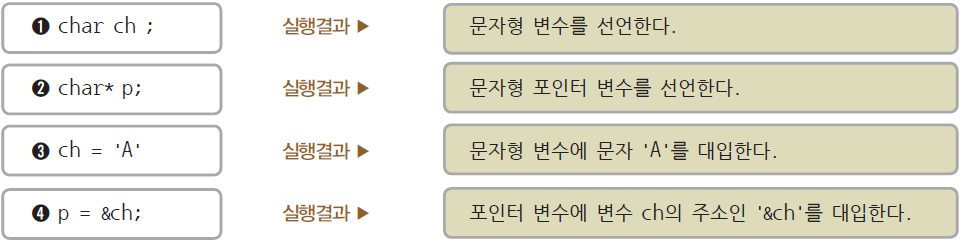 ❶ char ch ; 실행결과 ▶ 문자형 변수를 선언한다.
❷ char* p; 실행결과 ▶ 문자형 포인터 변수를 선언한다.
❸ ch = 'A' 실행결과 ▶ 문자형 변수에 문자 'A'를 대입한다.
❹ p = &ch; 실행결과 ▶ 포인터 변수에 변수 ch의 주소인 '&ch'를 대입한다.